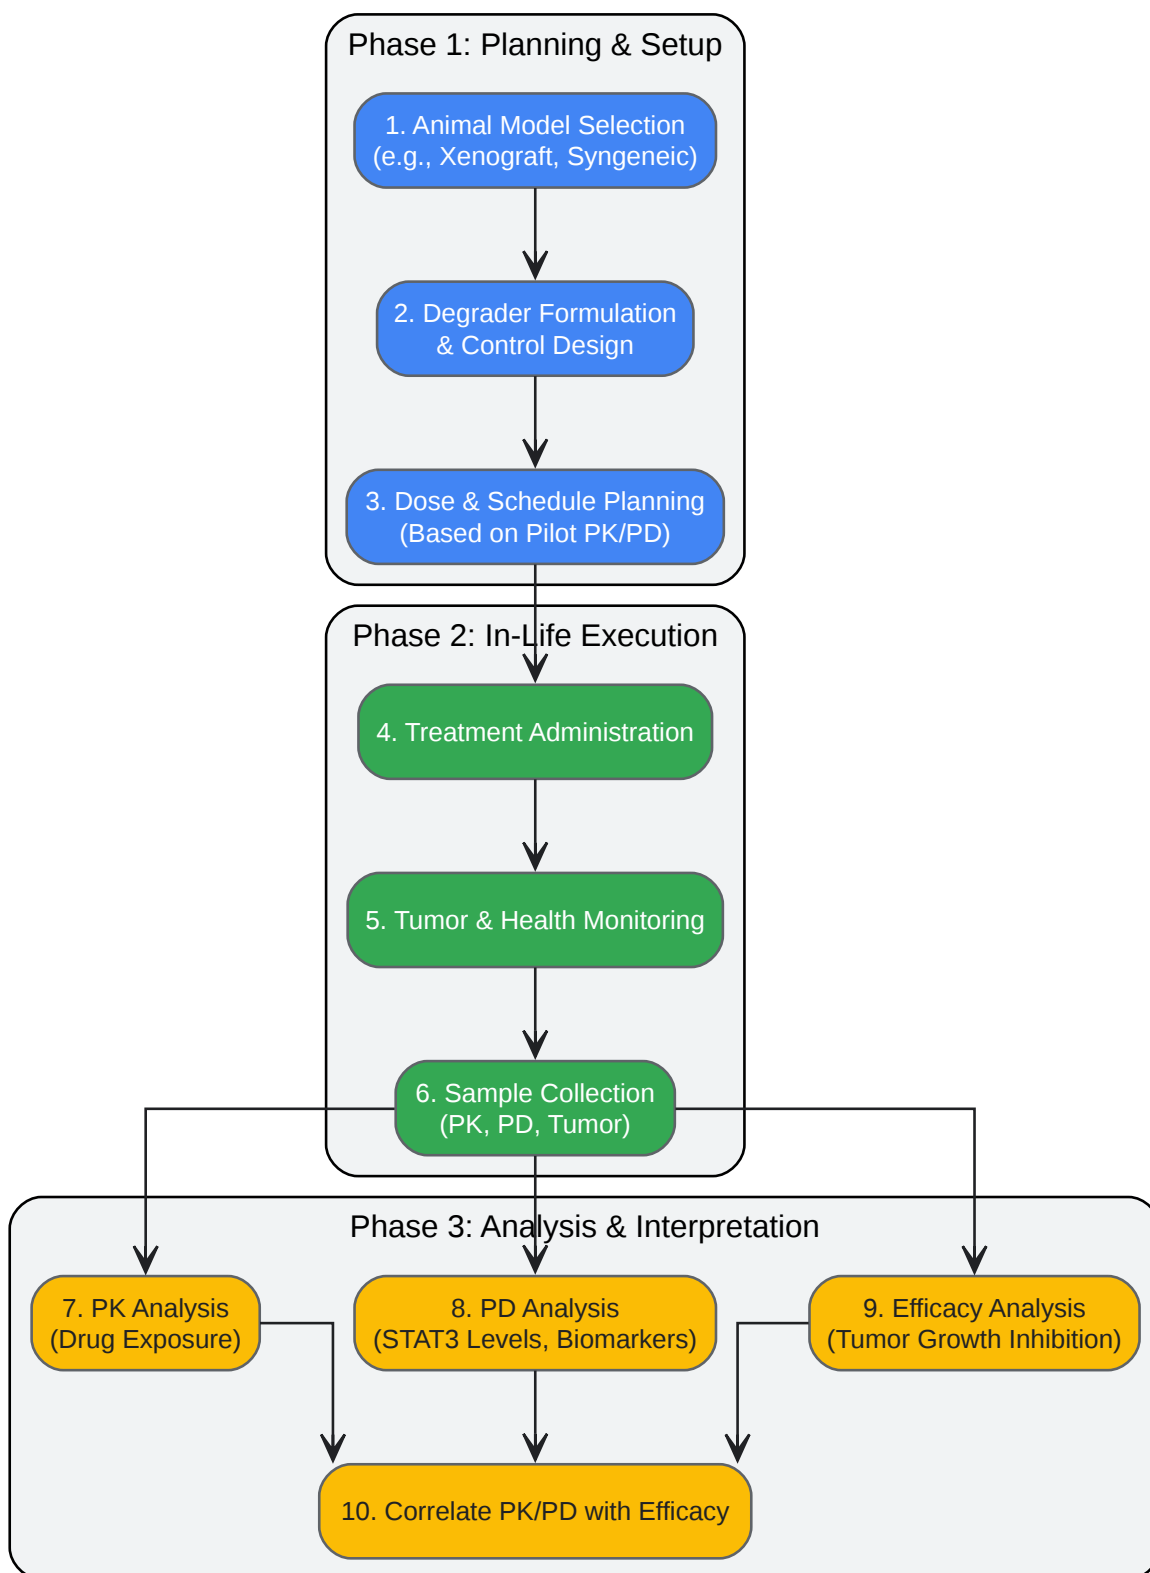 Phase 1: Planning & Setup
1. Animal Model Selection
(e.g., Xenograft, Syngeneic)
2. Degrader Formulation
& Control Design
3. Dose & Schedule Planning
(Based on Pilot PK/PD)
Phase 2: In-Life Execution
4. Treatment Administration
5. Tumor & Health Monitoring
6. Sample Collection
(PK, PD, Tumor)
Phase 3: Analysis & Interpretation
7. PK Analysis
(Drug Exposure)
8. PD Analysis
(STAT3 Levels, Biomarkers)
9. Efficacy Analysis
(Tumor Growth Inhibition)
10. Correlate PK/PD with Efficacy